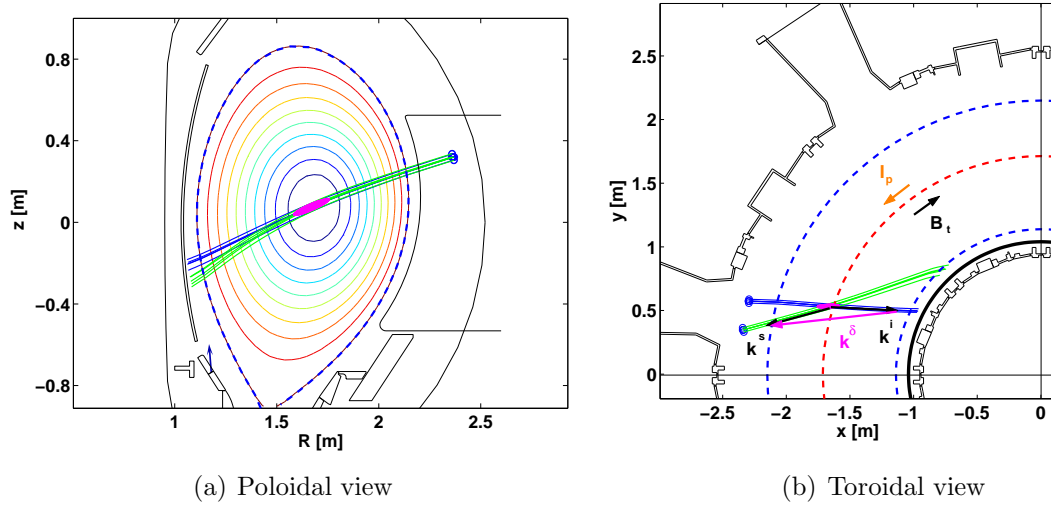 0.8
0.4
0
−0.4
−0.8
z [m]
1
1.5
2
2.5
R [m]
(a) Poloidal view
2.5
2
1.5
1
0.5
0
y [m]
I_p
B_t
k^s
k^δ
k^i
−2.5
−2
−1.5
−1
−0.5
0
x [m]
(b) Toroidal view